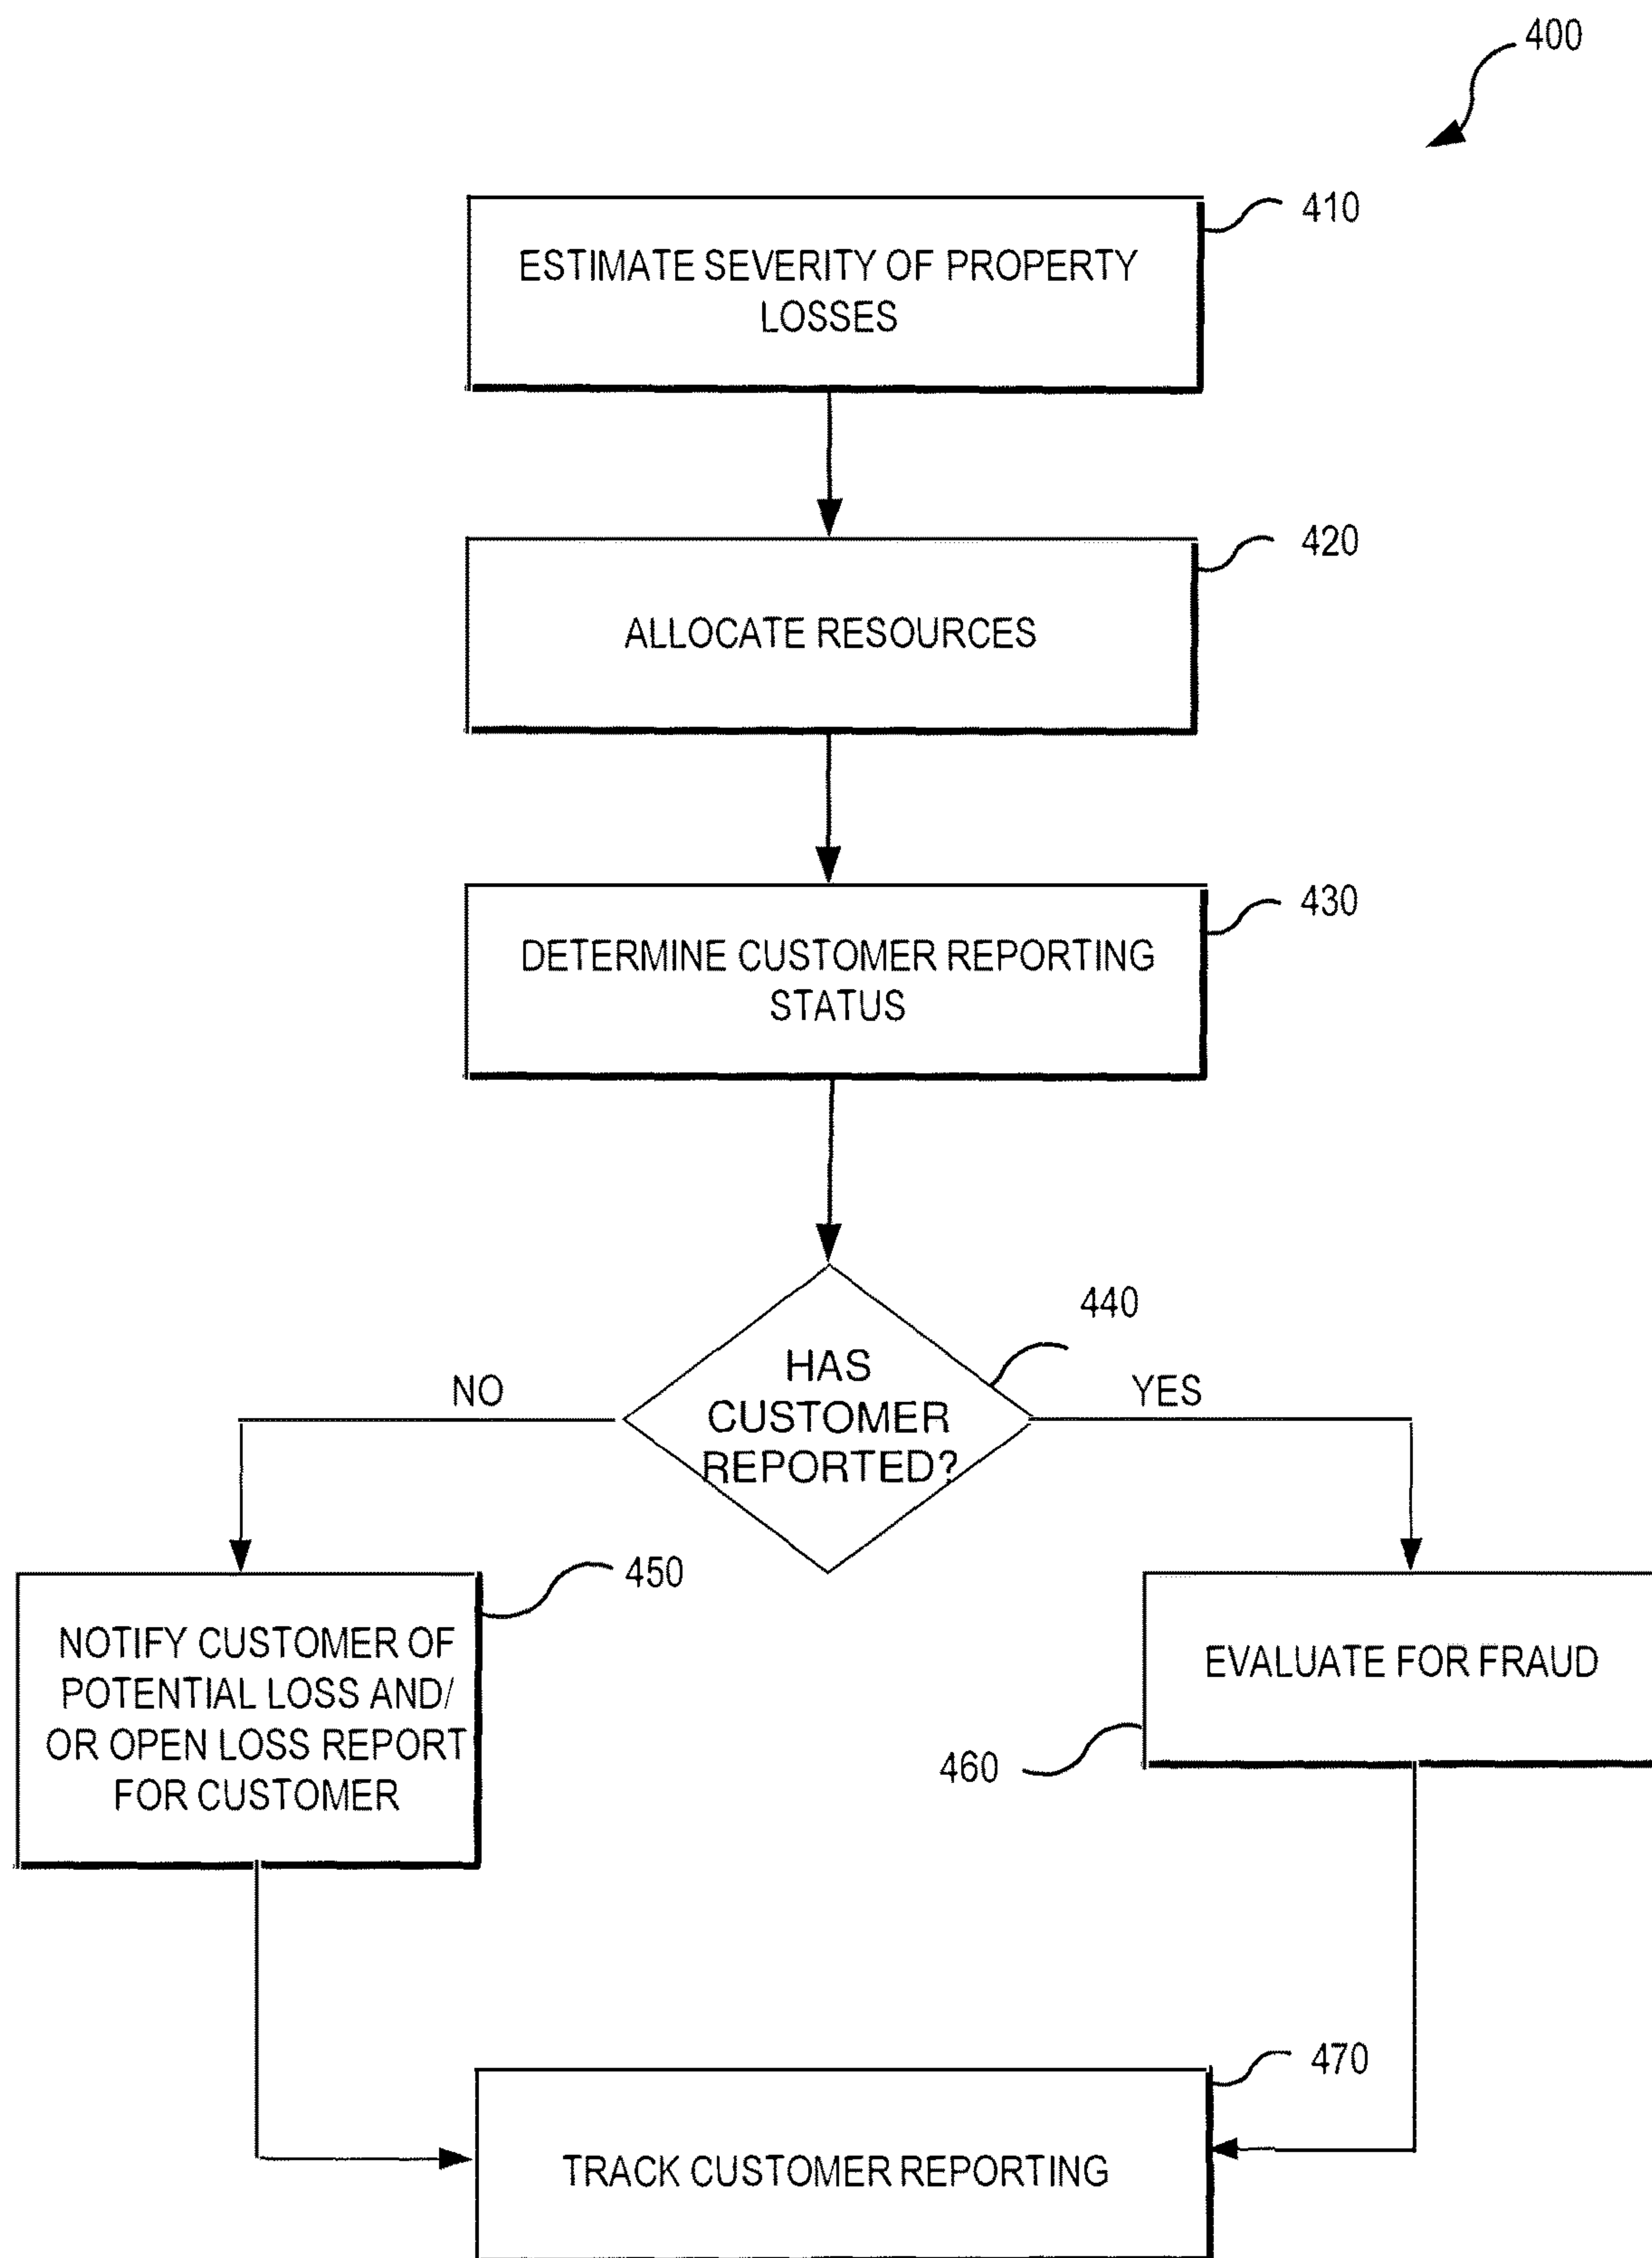 400
410
ESTIMATE SEVERITY OF PROPERTY
LOSSES
420
ALLOCATE RESOURCES
430
DETERMINE CUSTOMER REPORTING
STATUS
440
HAS
CUSTOMER
REPORTED?
NO
YES
450
NOTIFY CUSTOMER OF
POTENTIAL LOSS AND/
OR OPEN LOSS REPORT
FOR CUSTOMER
EVALUATE FOR FRAUD
460
470
TRACK CUSTOMER REPORTING